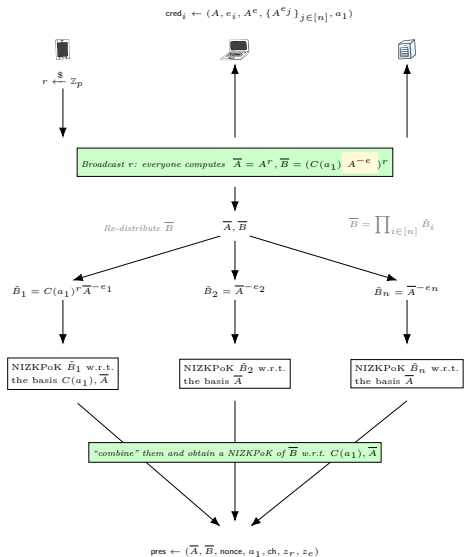 cred_i ← (A, e_i, A^e, {A^{e_j}}_{j∈[n]}, a_1)
r ←$ ℤ_p
Broadcast r: everyone computes A̅ = A^r, B̅ = (C(a_1) A^{−e})^r
Re-distribute B̅
A̅, B̅
B̅ = ∏_{i∈[n]} B̃_i
B̃_1 = C(a_1)^r A̅^{−e_1}
B̃_2 = A̅^{−e_2}
B̃_n = A̅^{−e_n}
NIZKPoK B̃_1 w.r.t.
the basis C(a_1), A̅
NIZKPoK B̃_2 w.r.t.
the basis A̅
NIZKPoK B̃_n w.r.t.
the basis A̅
"combine" them and obtain a NIZKPoK of B̅ w.r.t. C(a_1), A̅
pres ← (A̅, B̅, nonce, a_1, ch, z_r, z_e)